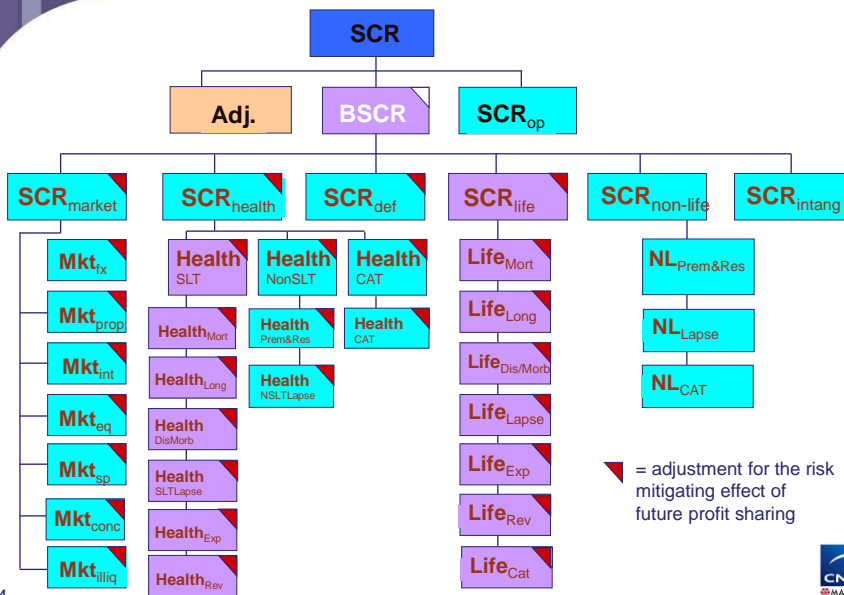 SCR
Adj.
BSCR
SCRop
SCRmarket
SCRhealth
SCRdef
SCRlife
SCRnon-life
SCRintang
Mktfx
Mktprop
Mktint
Mkteq
Mktsp
Mktconc
Mktilliq
Health
SLT
Health
NonSLT
Health
CAT
HealthMort
HealthLong
Health
DisMorb
Health
SLTLapse
HealthExp
HealthRev
Health
Prem&Res
Health
NSLTLapse
Health
CAT
LifeMort
LifeLong
LifeDis/Morb
LifeLapse
LifeExp
LifeRev
LifeCat
NLPrem&Res
NLLapse
NLCAT
= adjustment for the risk
mitigating effect of
future profit sharing